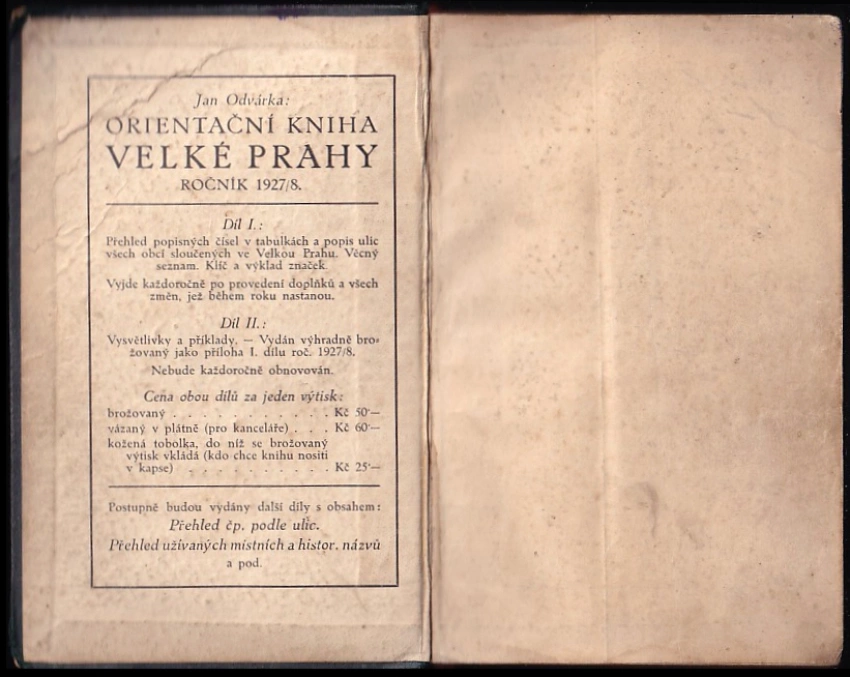 Jan Odvárka:
ORIENTAČNÍ KNIHA
VELKÉ PRAHY
ROČNÍK 1927/8.
Díl I.:
Přehled popisných čísel v tabulkách a popis ulic
všech obcí sloučených ve Velkou Prahu. Věcný
seznam. Klíč a výklad značek.
Vyjde každoročně po provedení doplňků a všech
změn, jež během roku nastanou.
Díl II.:
Vysvětlivky a příklady. — Vydán výhradně bro-
žovaný jako příloha I. dílu roč. 1927/8.
Nebude každoročně obnovován.
Cena obou dílů za jeden výtisk:
brožovaný . . . . . . . . . . . Kč 50·—
vázaný v plátně (pro kanceláře) . . . Kč 60·—
kožená tobolka, do níž se brožovaný
výtisk vkládá (kdo chce knihu nositi
v kapse) . . . . . . . . . . Kč 25·—
Postupně budou vydány další díly s obsahem:
Přehled čp. podle ulic.
Přehled užívaných místních a histor. názvů
a pod.